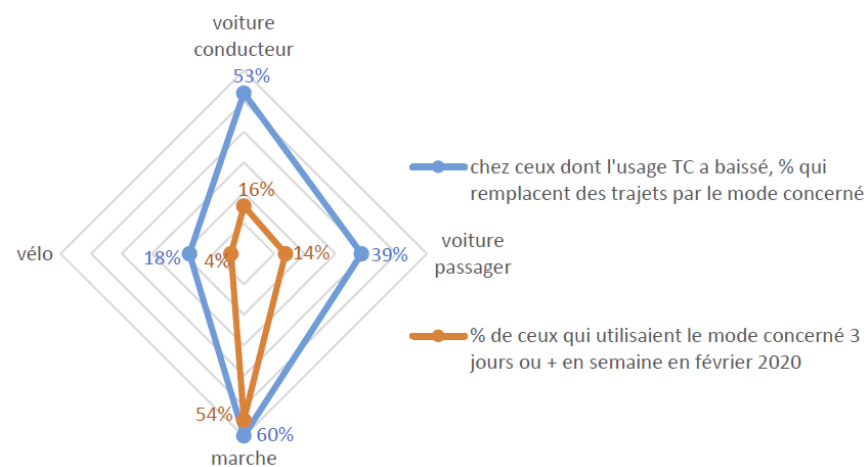 voiture
conducteur
53%
16%
chez ceux dont l'usage TC a baissé, % qui
remplacent des trajets par le mode concerné
vélo
18%
4%
14%
39%
voiture
passager
% de ceux qui utilisaient le mode concerné 3
jours ou + en semaine en février 2020
54%
60%
marche